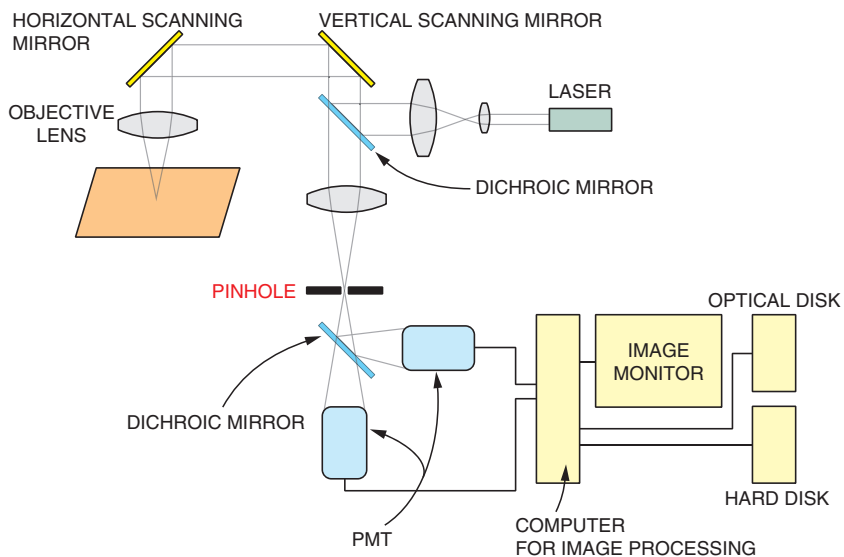 HORIZONTAL SCANNING
MIRROR
VERTICAL SCANNING MIRROR
LASER
OBJECTIVE
LENS
DICHROIC MIRROR
PINHOLE
OPTICAL DISK
IMAGE
MONITOR
DICHROIC MIRROR
HARD DISK
PMT
COMPUTER
FOR IMAGE PROCESSING